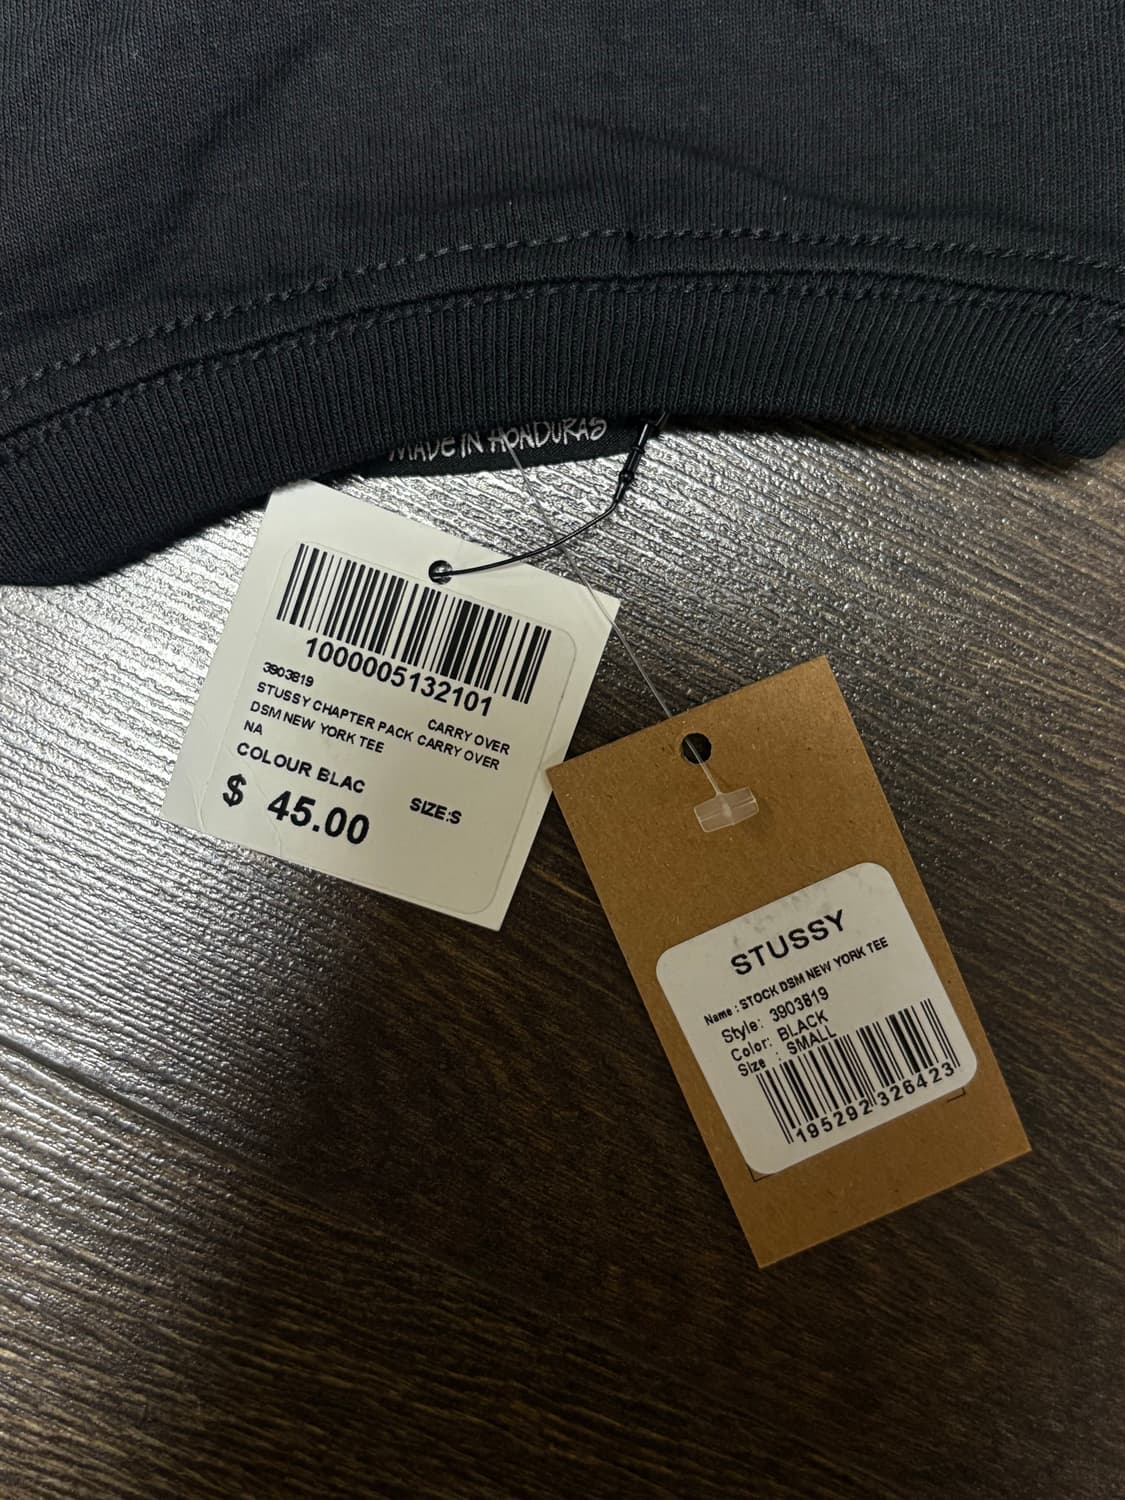 MADE IN HONDURAS
1000005132101
3903819
CARRY OVER
STUSSY CHAPTER PACK CARRY OVER
DSM NEW YORK TEE
NA
COLOUR BLAC
SIZE:S
$ 45.00
STUSSY
Name : STOCK DSM NEW YORK TEE
Style: 3903819
Color: BLACK
Size : SMALL
195292326423